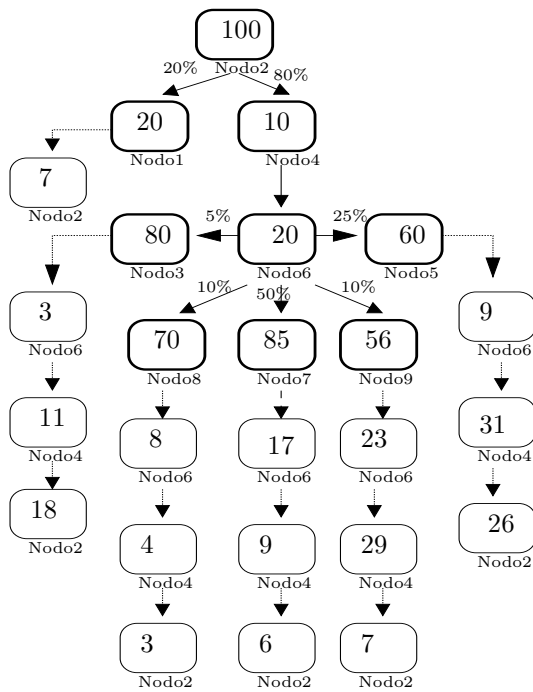 100
Nodo2
20% 80%
20 10
Nodo1 Nodo4
7
Nodo2
80 5% 20 25% 60
Nodo3 Nodo6 Nodo5
10% 50% 10%
3 9
Nodo6 Nodo6
70 85 56
Nodo8 Nodo7 Nodo9
11 31
Nodo4 Nodo4
8 17 23
Nodo6 Nodo6 Nodo6
18 26
Nodo2 Nodo2
4 9 29
Nodo4 Nodo4 Nodo4
3 6 7
Nodo2 Nodo2 Nodo2